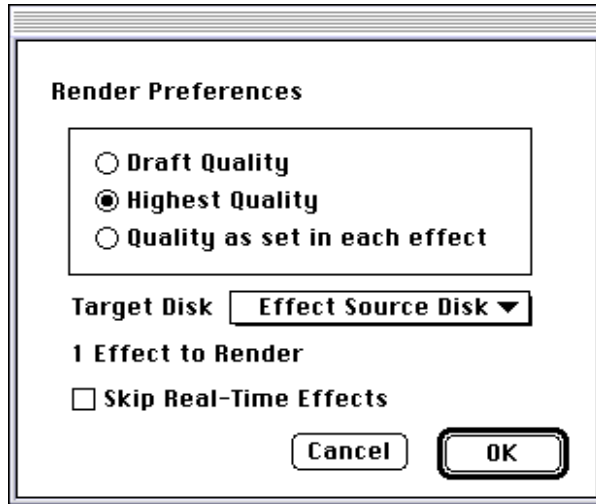 Render Preferences
Draft Quality
Highest Quality
Quality as set in each effect
Target Disk Effect Source Disk
1 Effect to Render
Skip Real-Time Effects
Cancel OK